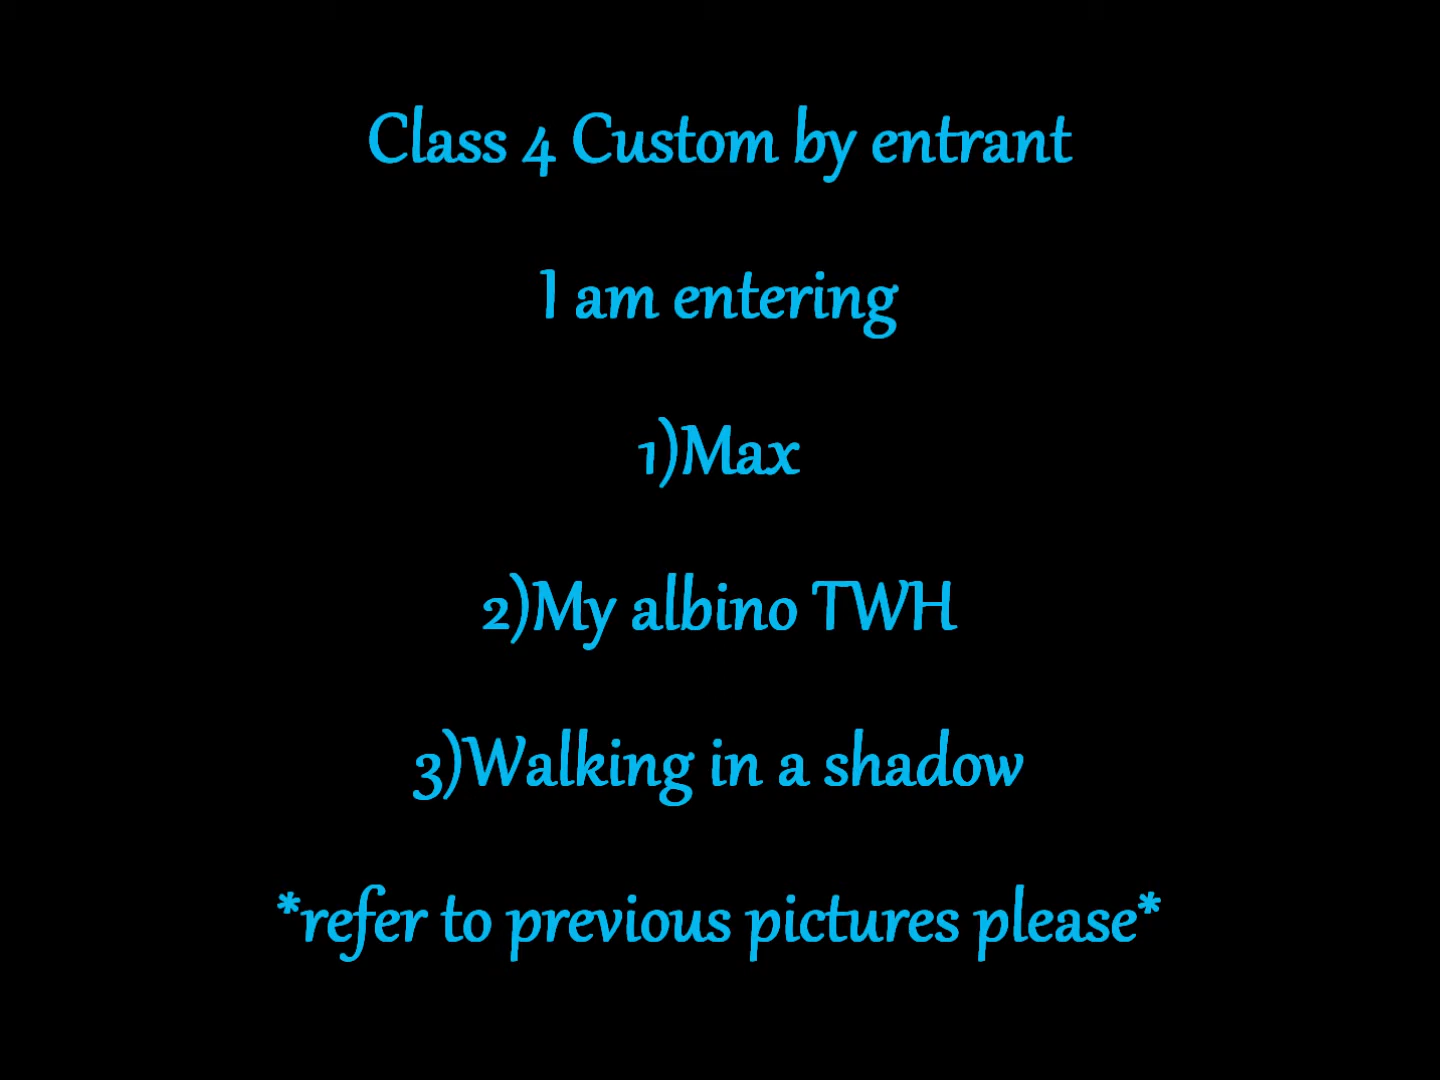 Class 4 Custom by entrant
I am entering
1)Max
2)My albino TWH
3)Walking in a shadow
*refer to previous pictures please*